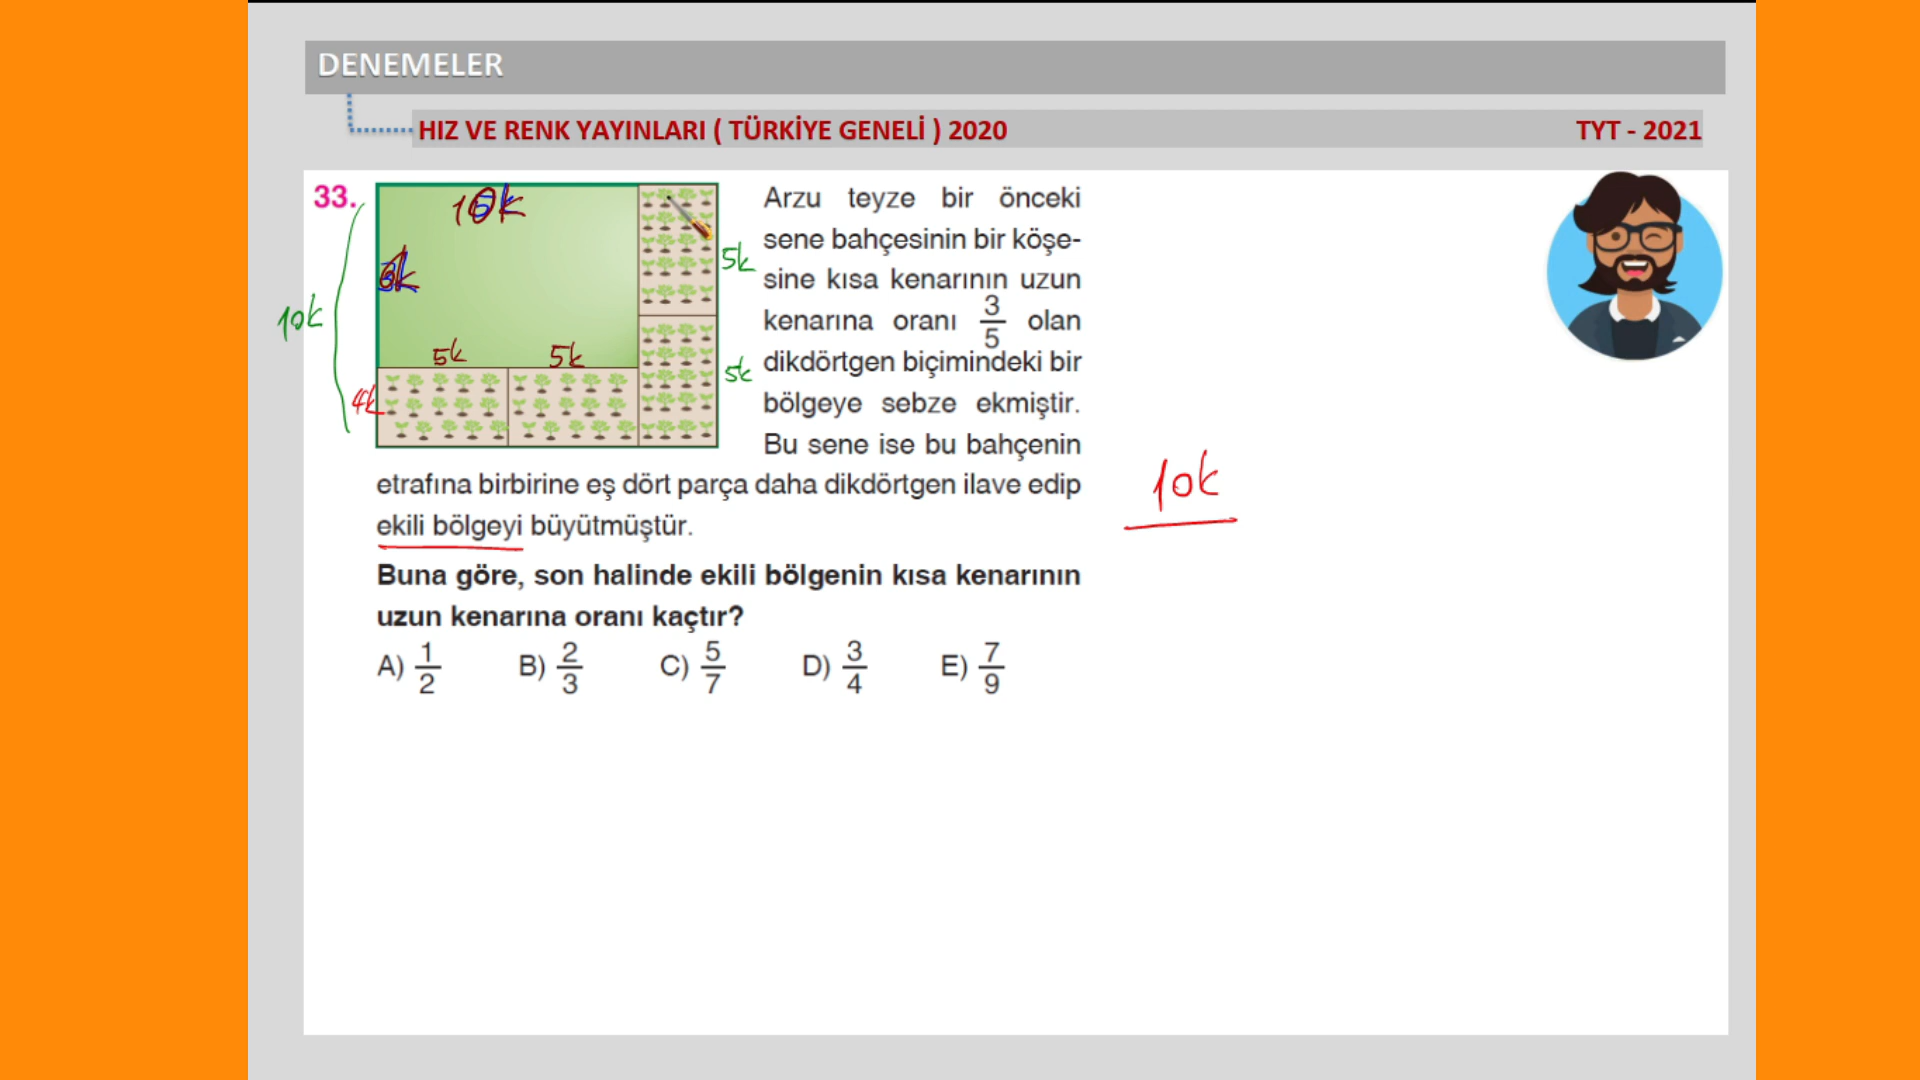 DENEMELER
HIZ VE RENK YAYINLARI ( TÜRKİYE GENELİ ) 2020 TYT - 2021
33.
10k
10k
5k
5k
4k
5k
5k
Arzu teyze bir önceki
sene bahçesinin bir köşe-
sine kısa kenarının uzun
kenarına oranı 3/5 olan
dikdörtgen biçimindeki bir
bölgeye sebze ekmiştir.
Bu sene ise bu bahçenin
etrafına birbirine eş dört parça daha dikdörtgen ilave edip
ekili bölgeyi büyütmüştür.
10k
Buna göre, son halinde ekili bölgenin kısa kenarının
uzun kenarına oranı kaçtır?
A) 1/2 B) 2/3 C) 5/7 D) 3/4 E) 7/9